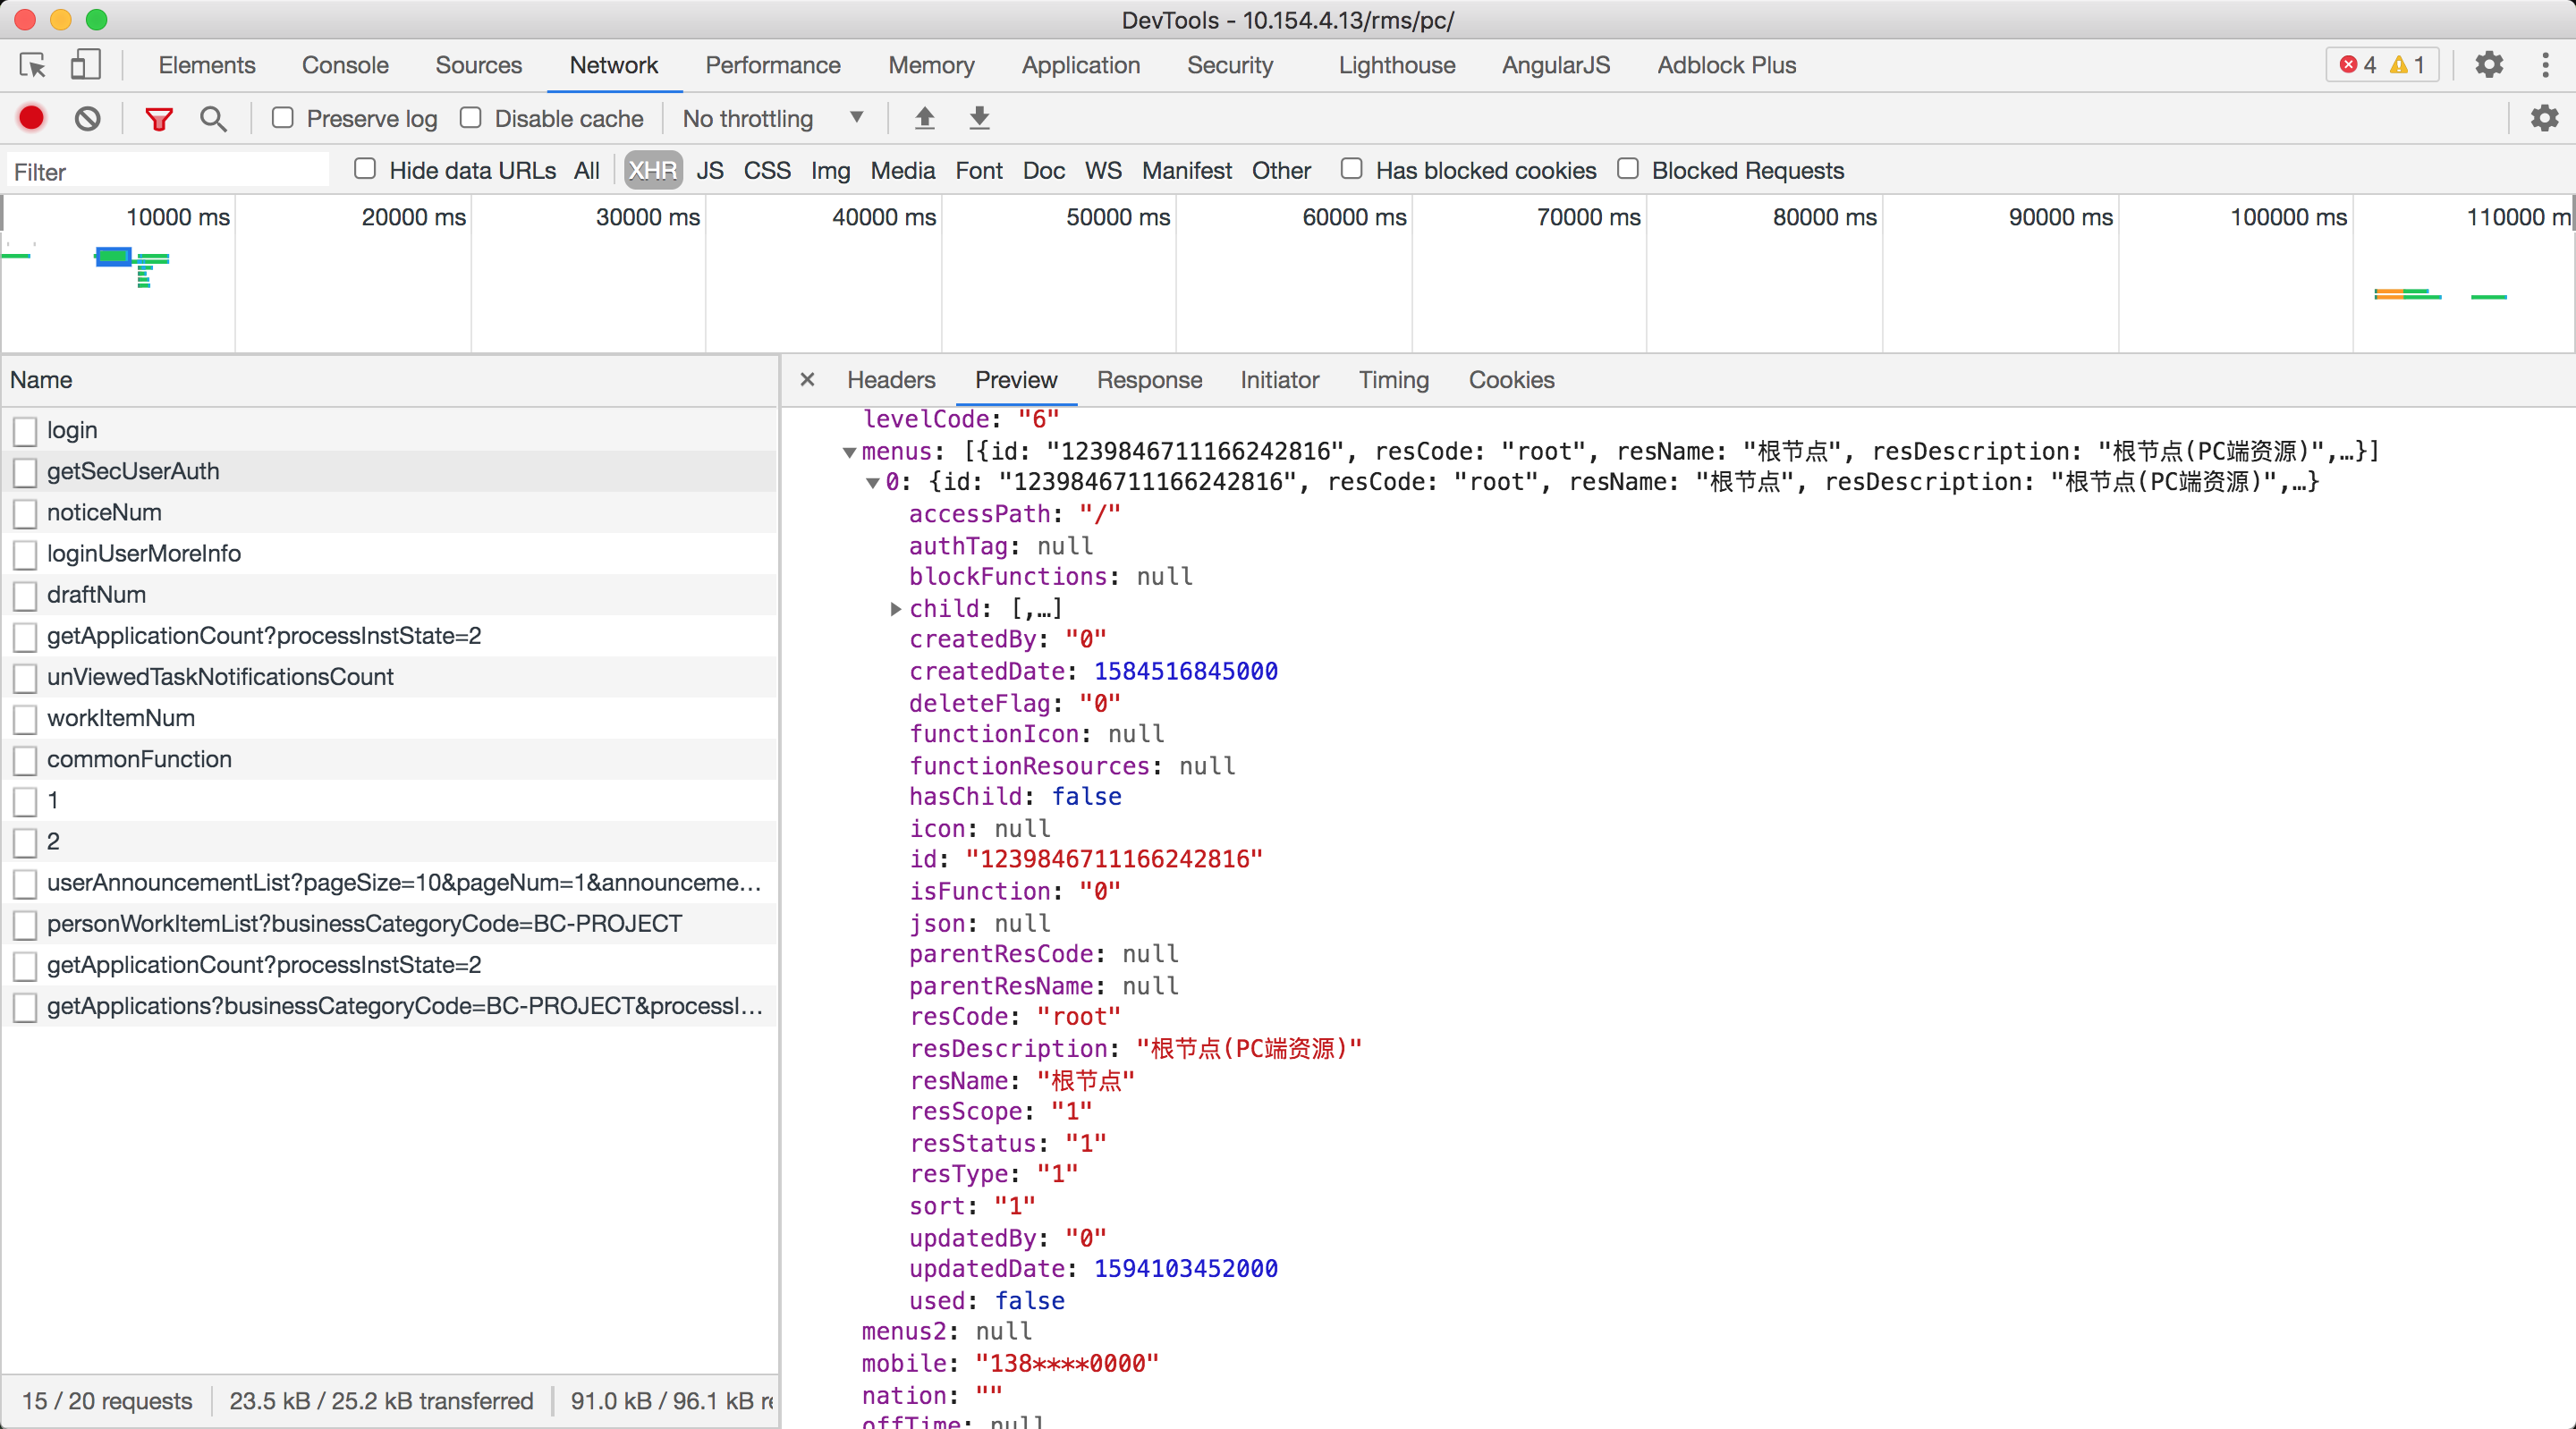 DevTools - 10.154.4.13/rms/pc/
Elements Console Sources Network Performance Memory Application Security Lighthouse AngularJS Adblock Plus 4 1
Preserve log Disable cache No throttling
Filter Hide data URLs All XHR JS CSS Img Media Font Doc WS Manifest Other Has blocked cookies Blocked Requests
10000 ms 20000 ms 30000 ms 40000 ms 50000 ms 60000 ms 70000 ms 80000 ms 90000 ms 100000 ms 110000 m
Name
login
getSecUserAuth
noticeNum
loginUserMoreInfo
draftNum
getApplicationCount?processInstState=2
unViewedTaskNotificationsCount
workItemNum
commonFunction
1
2
userAnnouncementList?pageSize=10&pageNum=1&announceme…
personWorkItemList?businessCategoryCode=BC-PROJECT
getApplicationCount?processInstState=2
getApplications?businessCategoryCode=BC-PROJECT&processI…
15 / 20 requests 23.5 kB / 25.2 kB transferred 91.0 kB / 96.1 kB re
× Headers Preview Response Initiator Timing Cookies
levelCode: "6"
menus: [{id: "1239846711166242816", resCode: "root", resName: "根节点", resDescription: "根节点(PC端资源)",…}]
0: {id: "1239846711166242816", resCode: "root", resName: "根节点", resDescription: "根节点(PC端资源)",…}
accessPath: "/"
authTag: null
blockFunctions: null
child: [,…]
createdBy: "0"
createdDate: 1584516845000
deleteFlag: "0"
functionIcon: null
functionResources: null
hasChild: false
icon: null
id: "1239846711166242816"
isFunction: "0"
json: null
parentResCode: null
parentResName: null
resCode: "root"
resDescription: "根节点(PC端资源)"
resName: "根节点"
resScope: "1"
resStatus: "1"
resType: "1"
sort: "1"
updatedBy: "0"
updatedDate: 1594103452000
used: false
menus2: null
mobile: "138****0000"
nation: ""
offTime: null